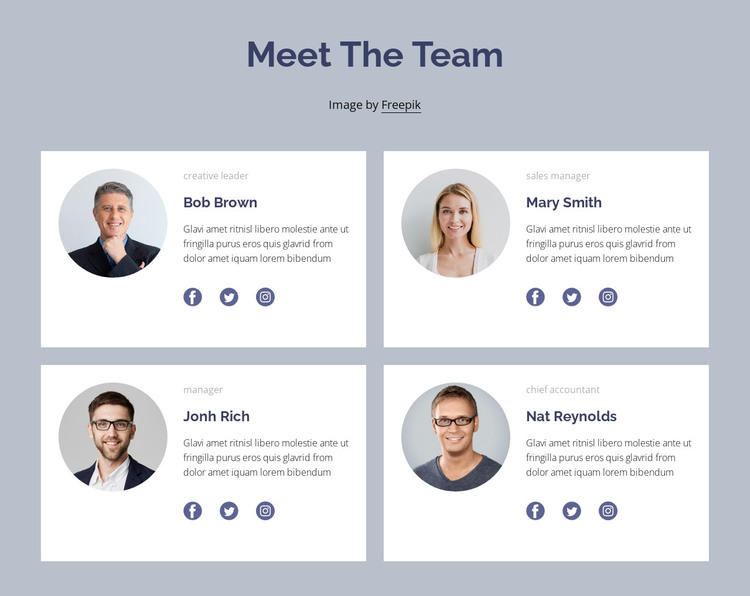 Meet The Team
Image by Freepik
creative leader
Bob Brown
Glavi amet ritnisl libero molestie ante ut
fringilla purus eros quis glavrid from
dolor amet iquam lorem bibendum
sales manager
Mary Smith
Glavi amet ritnisl libero molestie ante ut
fringilla purus eros quis glavrid from
dolor amet iquam lorem bibendum
manager
Jonh Rich
Glavi amet ritnisl libero molestie ante ut
fringilla purus eros quis glavrid from
dolor amet iquam lorem bibendum
chief accountant
Nat Reynolds
Glavi amet ritnisl libero molestie ante ut
fringilla purus eros quis glavrid from
dolor amet iquam lorem bibendum